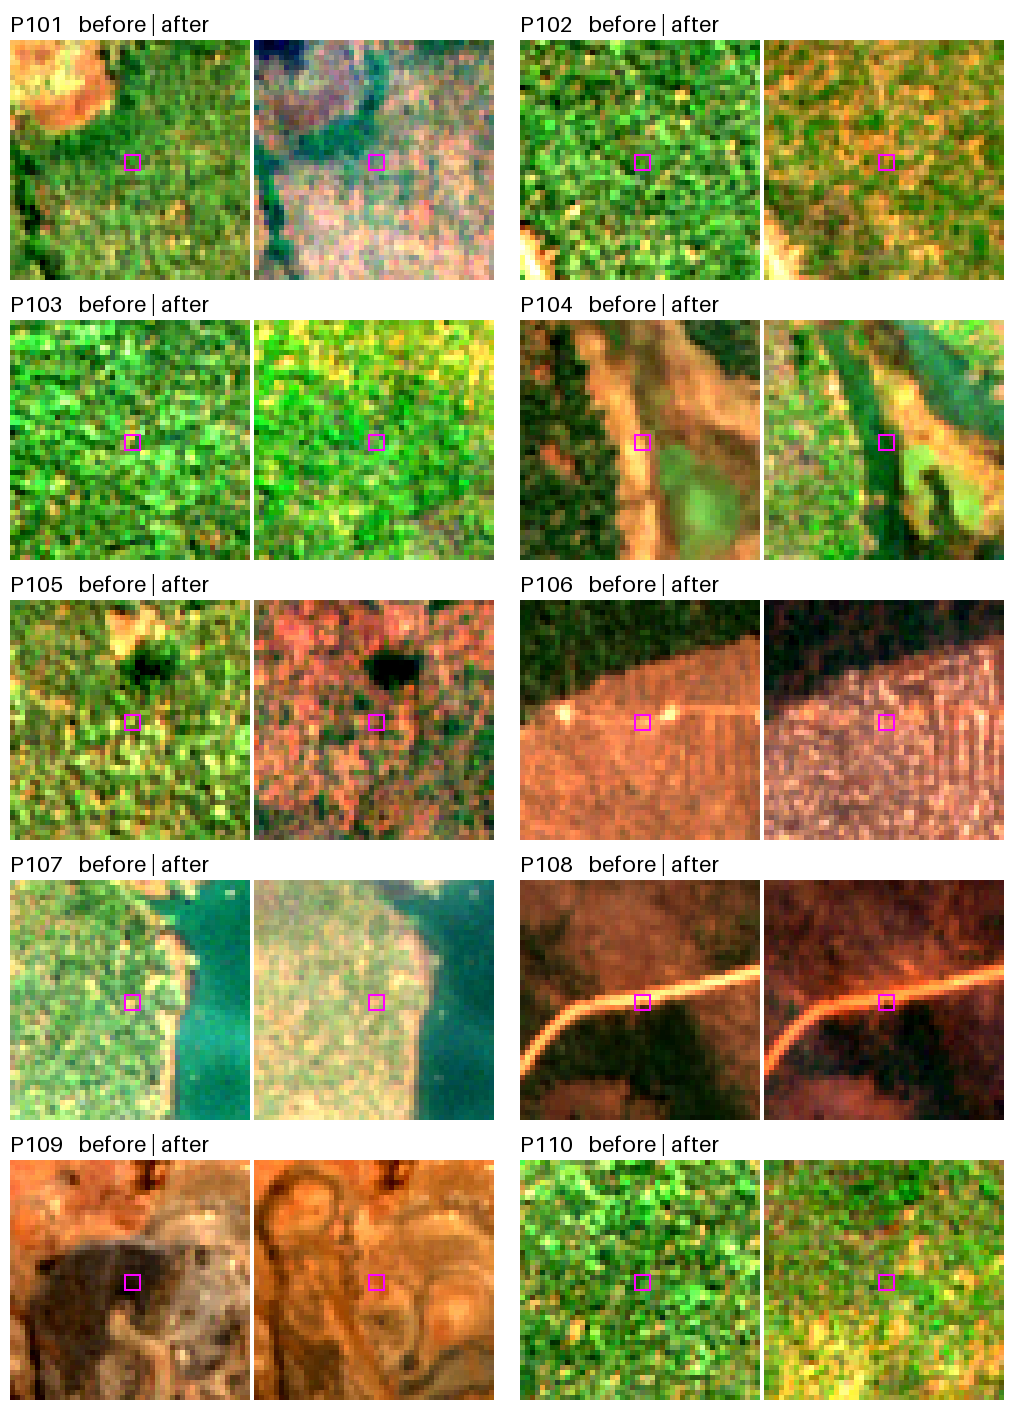 P101 before | after
P102 before | after
P103 before | after
P104 before | after
P105 before | after
P106 before | after
P107 before | after
P108 before | after
P109 before | after
P110 before | after